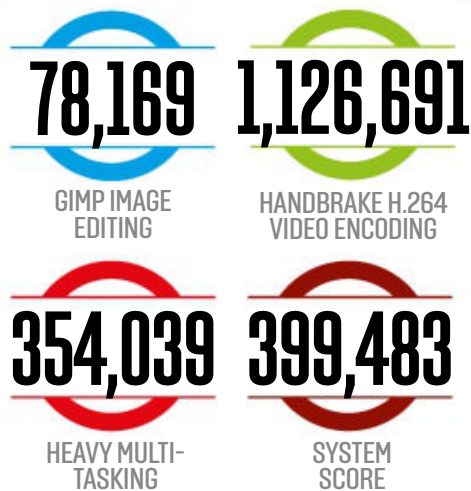 78,169
1,126,691
GIMP IMAGE
EDITING
HANDBRAKE H.264
VIDEO ENCODING
354,039
399,483
HEAVY MULTI-
TASKING
SYSTEM
SCORE